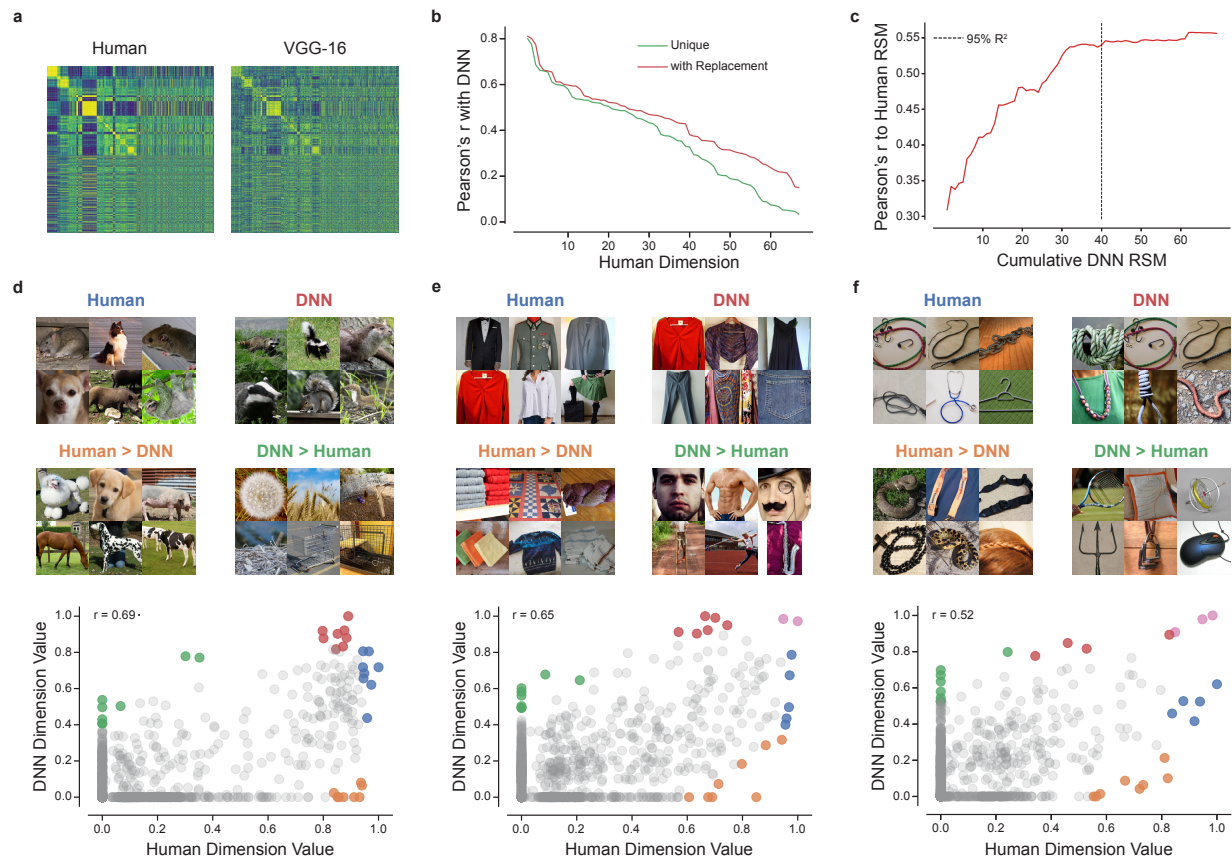 a
Human
VGG-16
b
Pearson's r with DNN
0.8
0.6
0.4
0.2
0.0
Unique
with Replacement
10 20 30 40 50 60
Human Dimension
c
Pearson's r to Human RSM
0.55
0.50
0.45
0.40
0.35
0.30
95% R²
10 20 30 40 50 60
Cumulative DNN RSM
d
Human
DNN
Human > DNN
DNN > Human
r = 0.69
DNN Dimension Value
1.0
0.8
0.6
0.4
0.2
0.0
0.0 0.2 0.4 0.6 0.8 1.0
Human Dimension Value
e
Human
DNN
Human > DNN
DNN > Human
r = 0.65
DNN Dimension Value
1.0
0.8
0.6
0.4
0.2
0.0
0.0 0.2 0.4 0.6 0.8 1.0
Human Dimension Value
f
Human
DNN
Human > DNN
DNN > Human
r = 0.52
DNN Dimension Value
1.0
0.8
0.6
0.4
0.2
0.0
0.0 0.2 0.4 0.6 0.8 1.0
Human Dimension Value